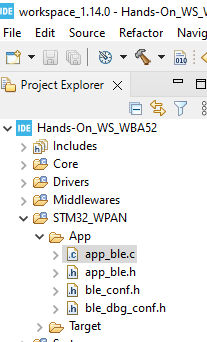 IDE workspace_1.14.0 - Hands-On_WS_W
File Edit Source Refactor Navig
Project Explorer
IDE Hands-On_WS_WBA52
Includes
Core
Drivers
Middlewares
STM32_WPAN
App
app_ble.c
app_ble.h
ble_conf.h
ble_dbg_conf.h
Target